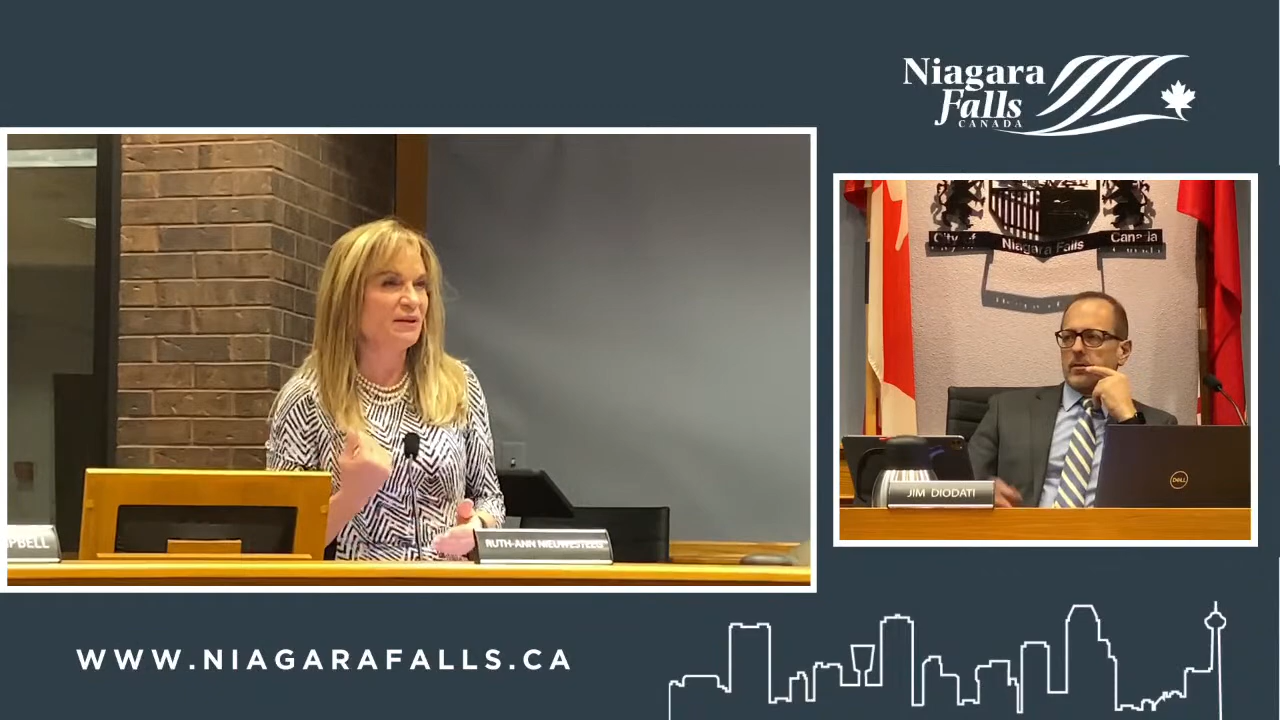 Niagara
Falls
CANADA
City of Niagara Falls Canada
JIM DIODATI
DELL
PBELL
RUTH-ANN NIEUWESTEEG
WWW.NIAGARAFALLS.CA